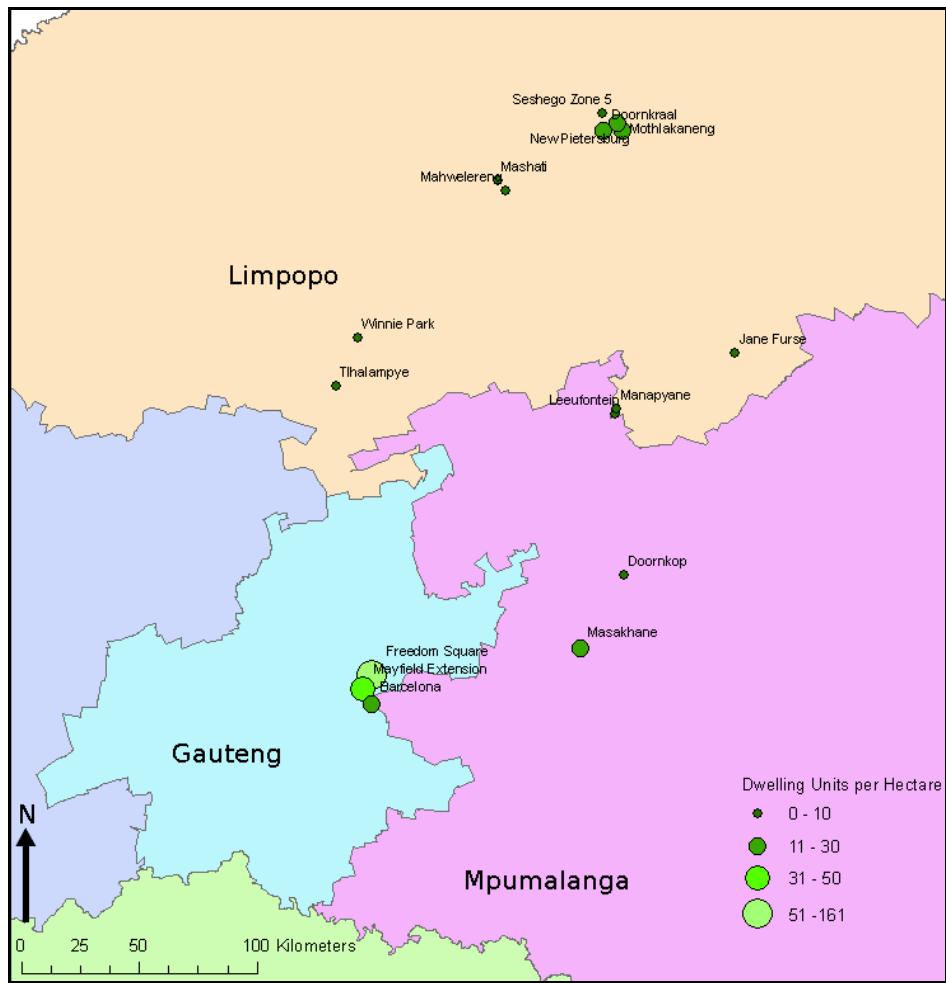 Seshego Zone 5
Doornkraal
Mothlakaneng
New Pietersburg
Mashati
Mahwelereng
Limpopo
Winnie Park
Jane Furse
Tlhalampye
Manapyane
Leeufontein
Doornkop
Masakhane
Freedom Square
Mayfield Extension
Barcelona
Gauteng
Dwelling Units per Hectare
0 - 10
11 - 30
31 - 50
51 -161
N
Mpumalanga
0 25 50 100 Kilometers